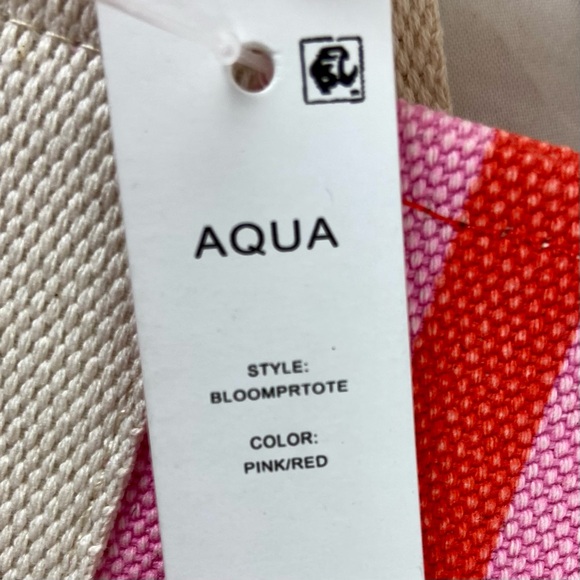 AQUA
STYLE:
BLOOMPRTOTE
COLOR:
PINK/RED